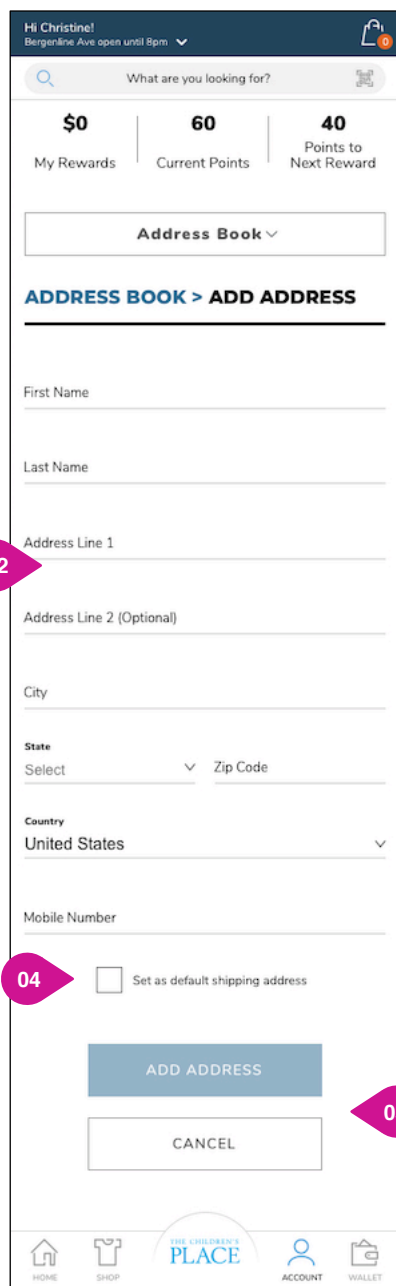 Hi Christine!
Bergenline Ave open until 8pm
0
What are you looking for?
$0 60 40
My Rewards Current Points Points to Next Reward
Address Book
ADDRESS BOOK > ADD ADDRESS
First Name
Last Name
Address Line 1
2
Address Line 2 (Optional)
City
State
Select Zip Code
Country
United States
Mobile Number
04 Set as default shipping address
ADD ADDRESS
0
CANCEL
THE CHILDREN'S
PLACE
HOME SHOP ACCOUNT WALLET